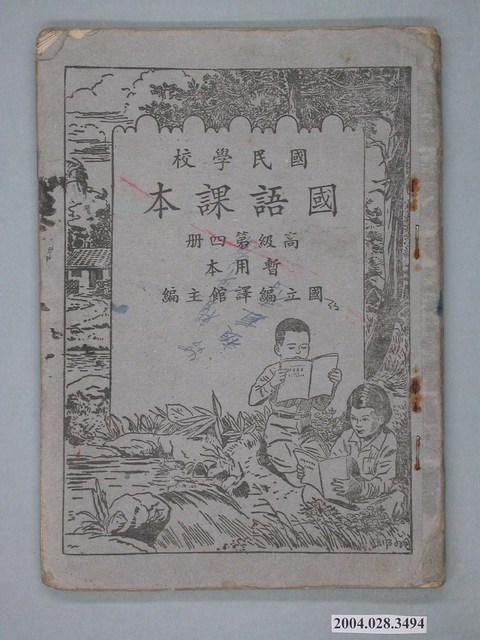 國民學校
國語課本
高級第四册
暫用本
國立編譯館主編
2004.028.3494